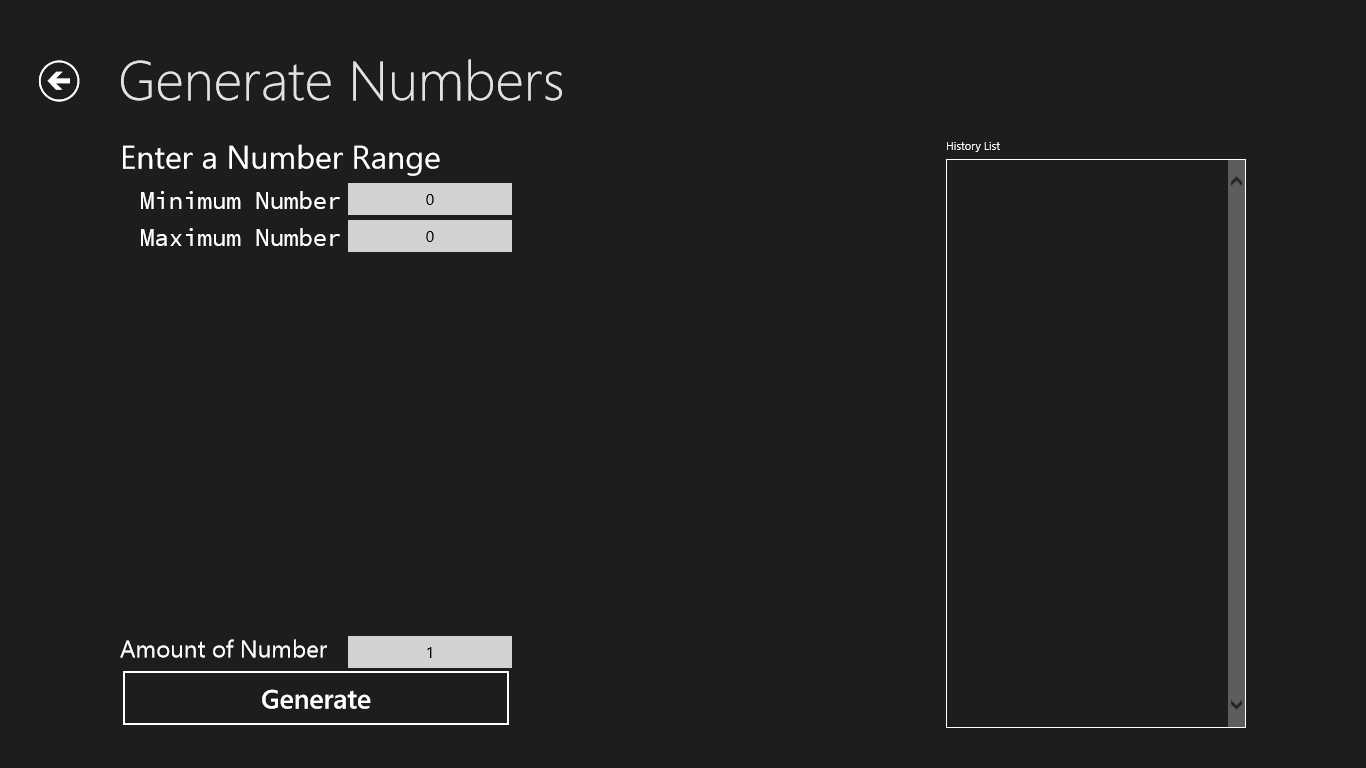 Generate Numbers
Enter a Number Range
Minimum Number 0
Maximum Number 0
Amount of Number 1
Generate
History List